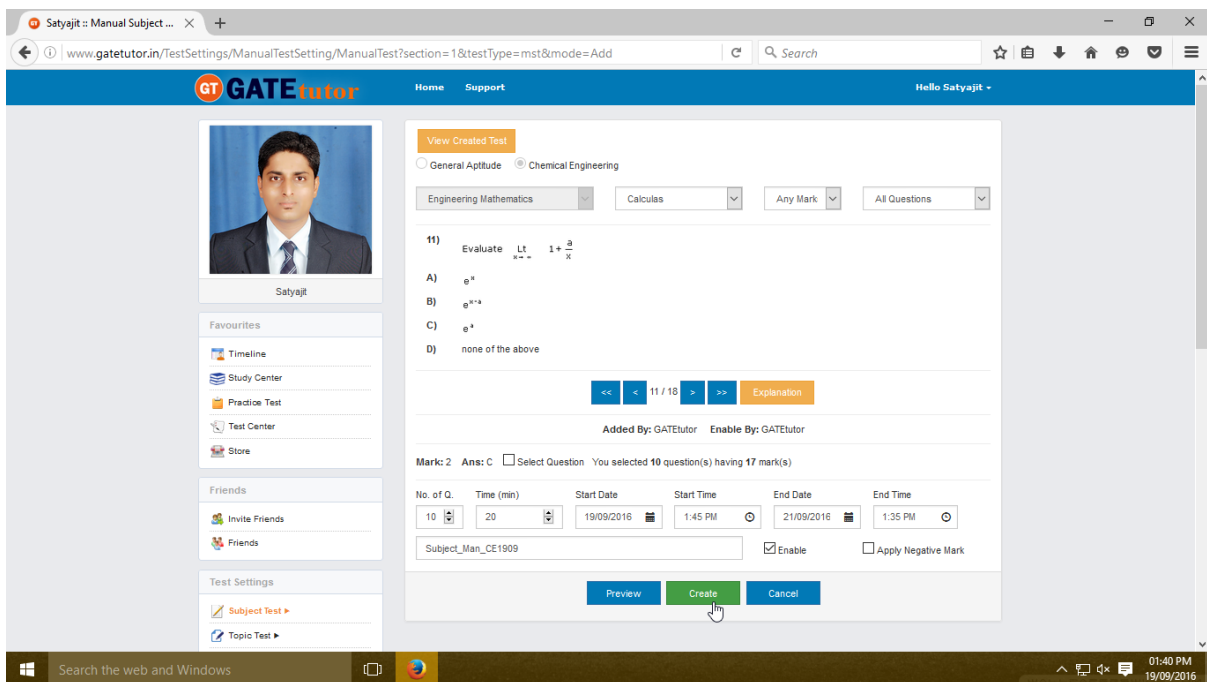 Satyajit :: Manual Subject ...
www.gatetutor.in/TestSettings/ManualTestSetting/ManualTest?section=1&testType=mst&mode=Add
Search
GT GATEtutor
Home Support
Hello Satyajit
Satyajit
Favourites
Timeline
Study Center
Practice Test
Test Center
Store
Friends
Invite Friends
Friends
Test Settings
Subject Test
Topic Test
View Created Test
General Aptitude Chemical Engineering
Engineering Mathematics Calculas Any Mark All Questions
11) Evaluate Lt 1 + a/x
A) e^x
B) e^x-a
C) e^a
D) none of the above
<< < 11 / 18 > >> Explanation
Added By: GATEtutor Enable By: GATEtutor
Mark: 2 Ans: C Select Question You selected 10 question(s) having 17 mark(s)
No. of Q. Time (min) Start Date Start Time End Date End Time
10 20 19/09/2016 1:45 PM 21/09/2016 1:35 PM
Subject_Man_CE1909 Enable Apply Negative Mark
Preview Create Cancel
Search the web and Windows
01:40 PM
19/09/2016